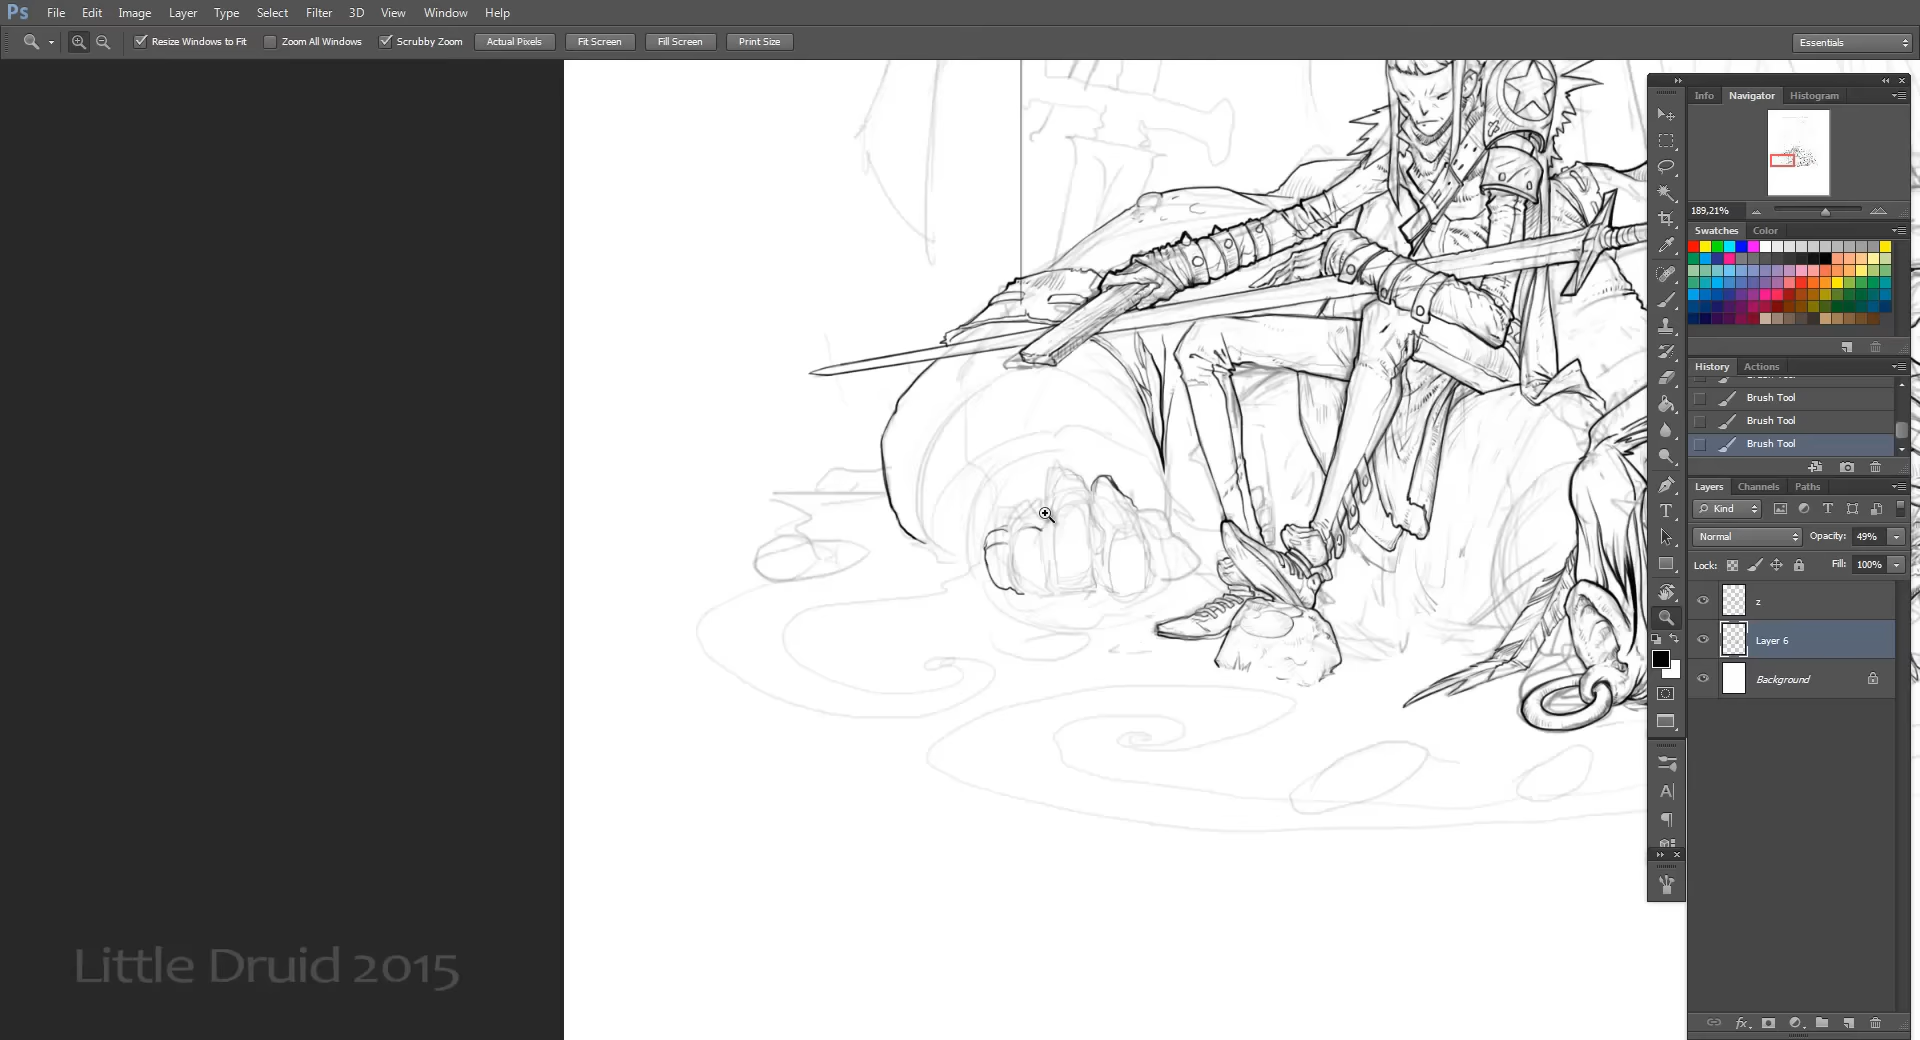 Ps File Edit Image Layer Type Select Filter 3D View Window Help
Resize Windows to Fit Zoom All Windows Scrubby Zoom Actual Pixels Fit Screen Fill Screen Print Size Essentials
Info Navigator Histogram
189,21%
Swatches Color
History Actions
Brush Tool
Brush Tool
Brush Tool
Layers Channels Paths
Kind T
Normal Opacity: 49%
Lock: Fill: 100%
z
Layer 6
Background
fx
T
A
Little Druid 2015